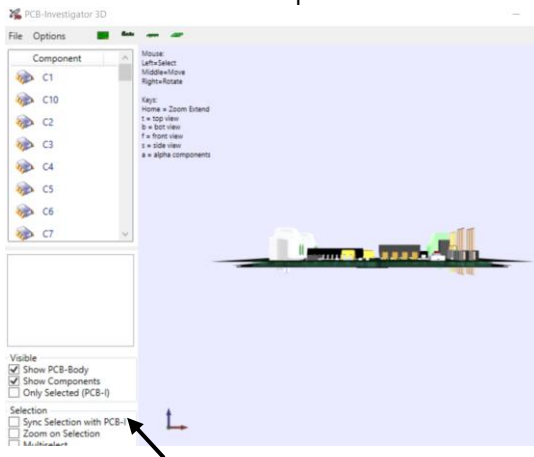 PCB-Investigator 3D
File Options
Component
C1
C10
C2
C3
C4
C5
C6
C7
Mouse:
Left=Select
Middle=Move
Right=Rotate
Keys:
Home = Zoom Extend
t = top view
b = bot view
f = front view
s = side view
a = alpha components
Visible
Show PCB-Body
Show Components
Only Selected (PCB-I)
Selection
Sync Selection with PCB-I
Zoom on Selection
Multiselect